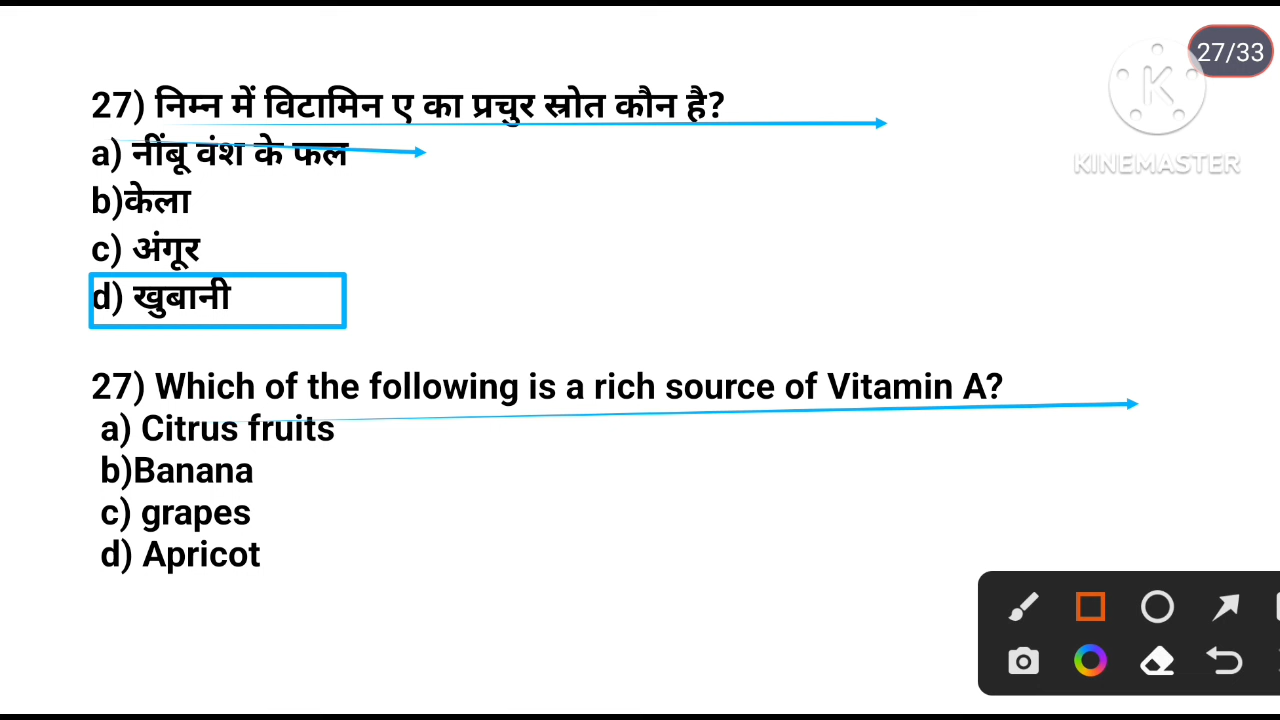 27/33
KINEMASTER
27) निम्न में विटामिन ए का प्रचुर स्रोत कौन है?
a) नींबू वंश के फल
b)केला
c) अंगूर
d) खुबानी
27) Which of the following is a rich source of Vitamin A?
a) Citrus fruits
b)Banana
c) grapes
d) Apricot